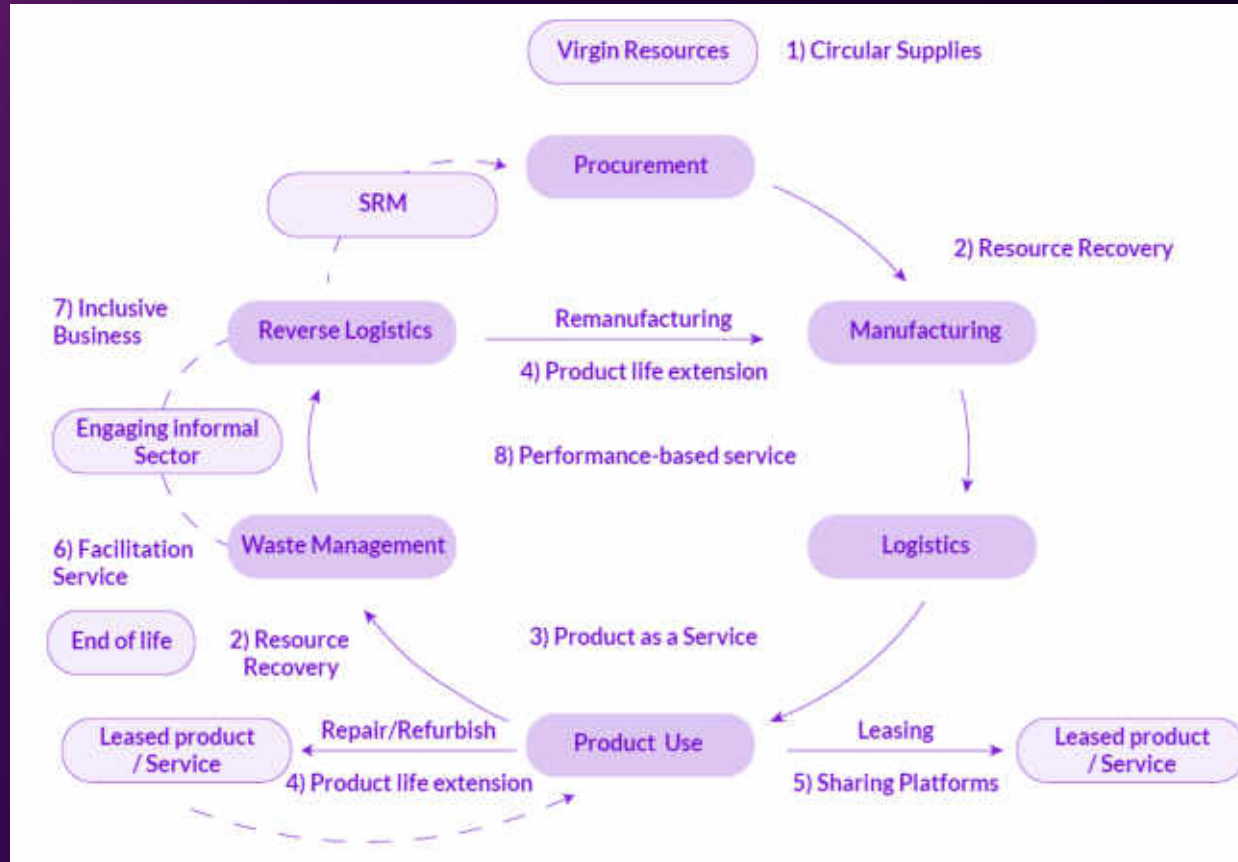 Virgin Resources
1) Circular Supplies
Procurement
SRM
2) Resource Recovery
7) Inclusive
Business
Reverse Logistics
Remanufacturing
4) Product life extension
Manufacturing
Engaging informal
Sector
8) Performance-based service
6) Facilitation
Service
Waste Management
Logistics
End of life
2) Resource
Recovery
3) Product as a Service
Leased product
/ Service
Repair/Refurbish
4) Product life extension
Product Use
Leasing
5) Sharing Platforms
Leased product
/ Service